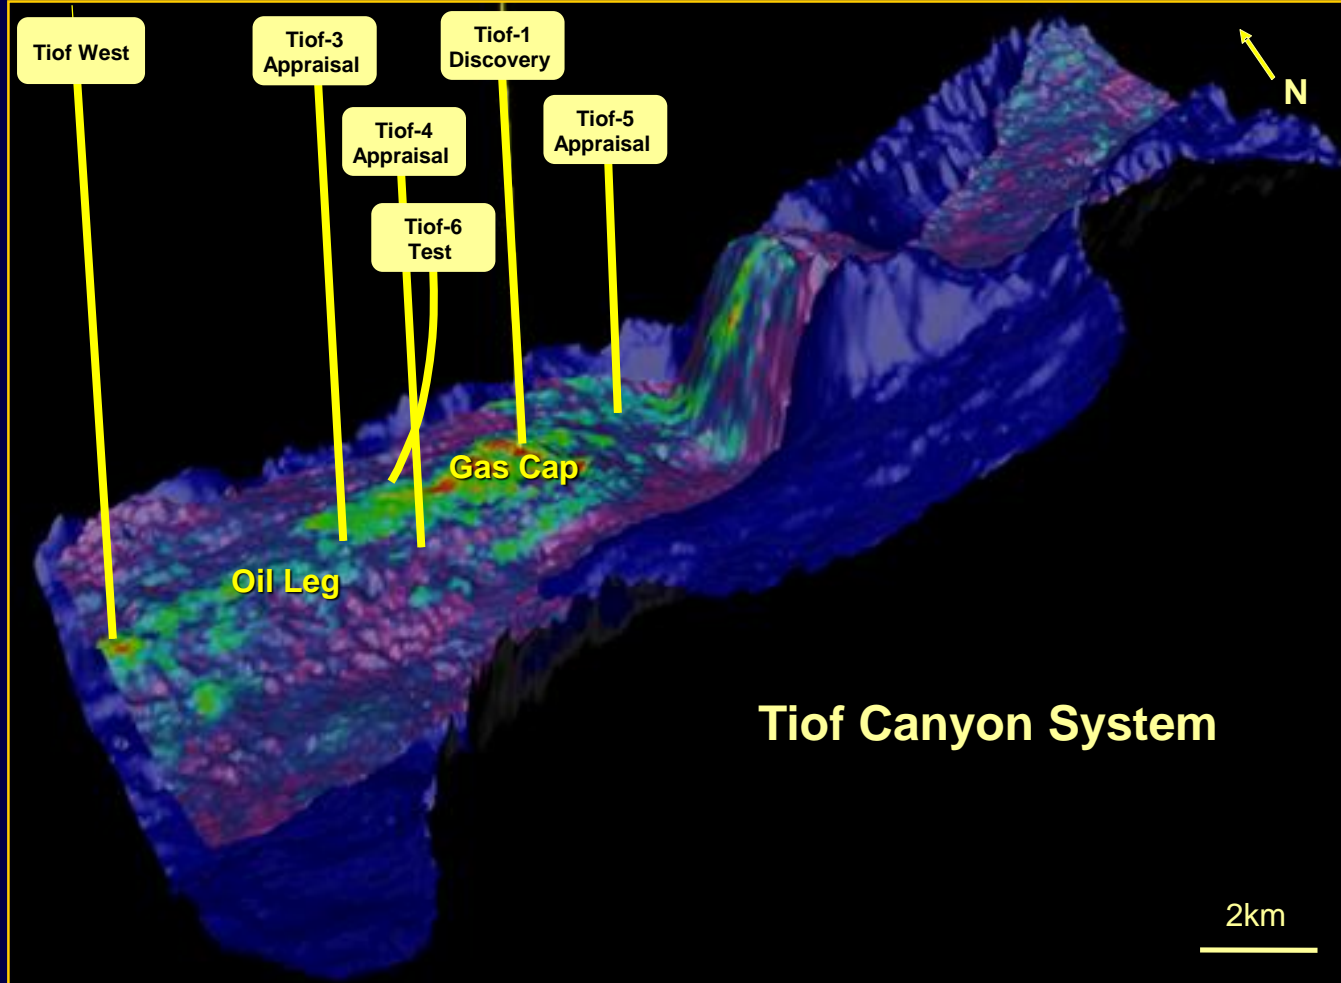 Tiof West
Tiof-3
Appraisal
Tiof-1
Discovery
Tiof-4
Appraisal
Tiof-5
Appraisal
Tiof-6
Test
N
Gas Cap
Oil Leg
Tiof Canyon System
2km